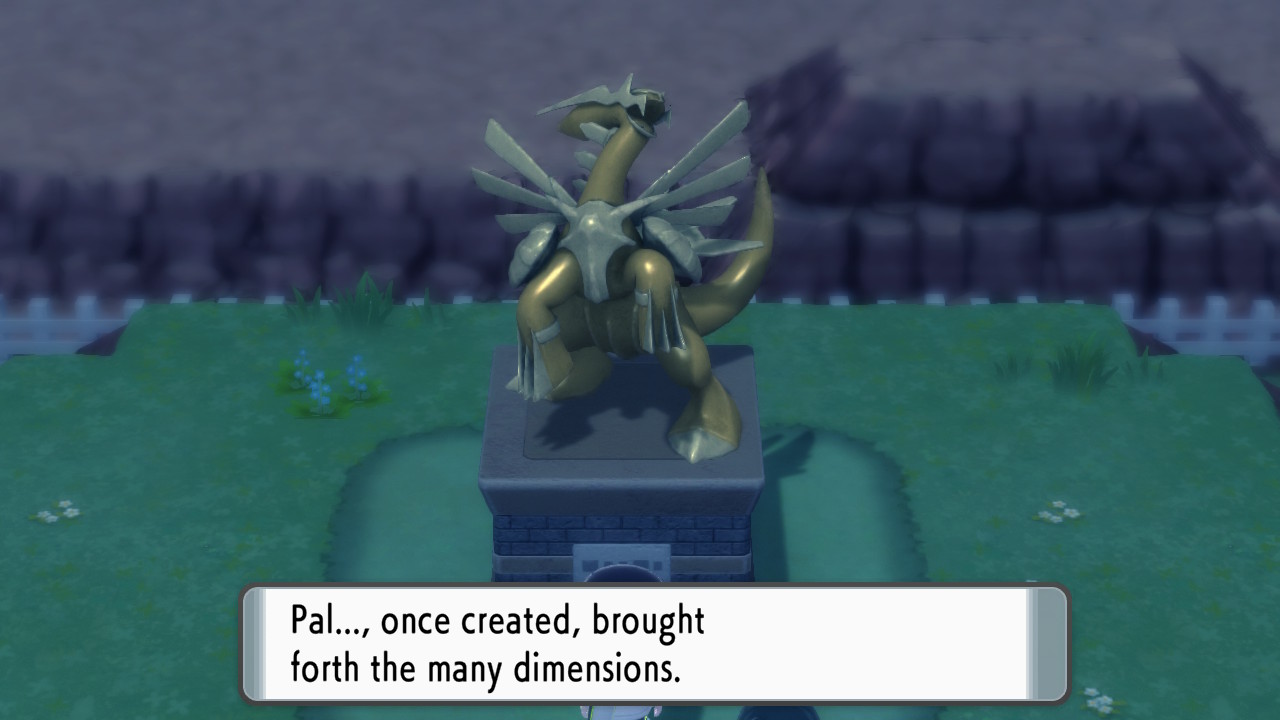 Pal..., once created, brought
forth the many dimensions.